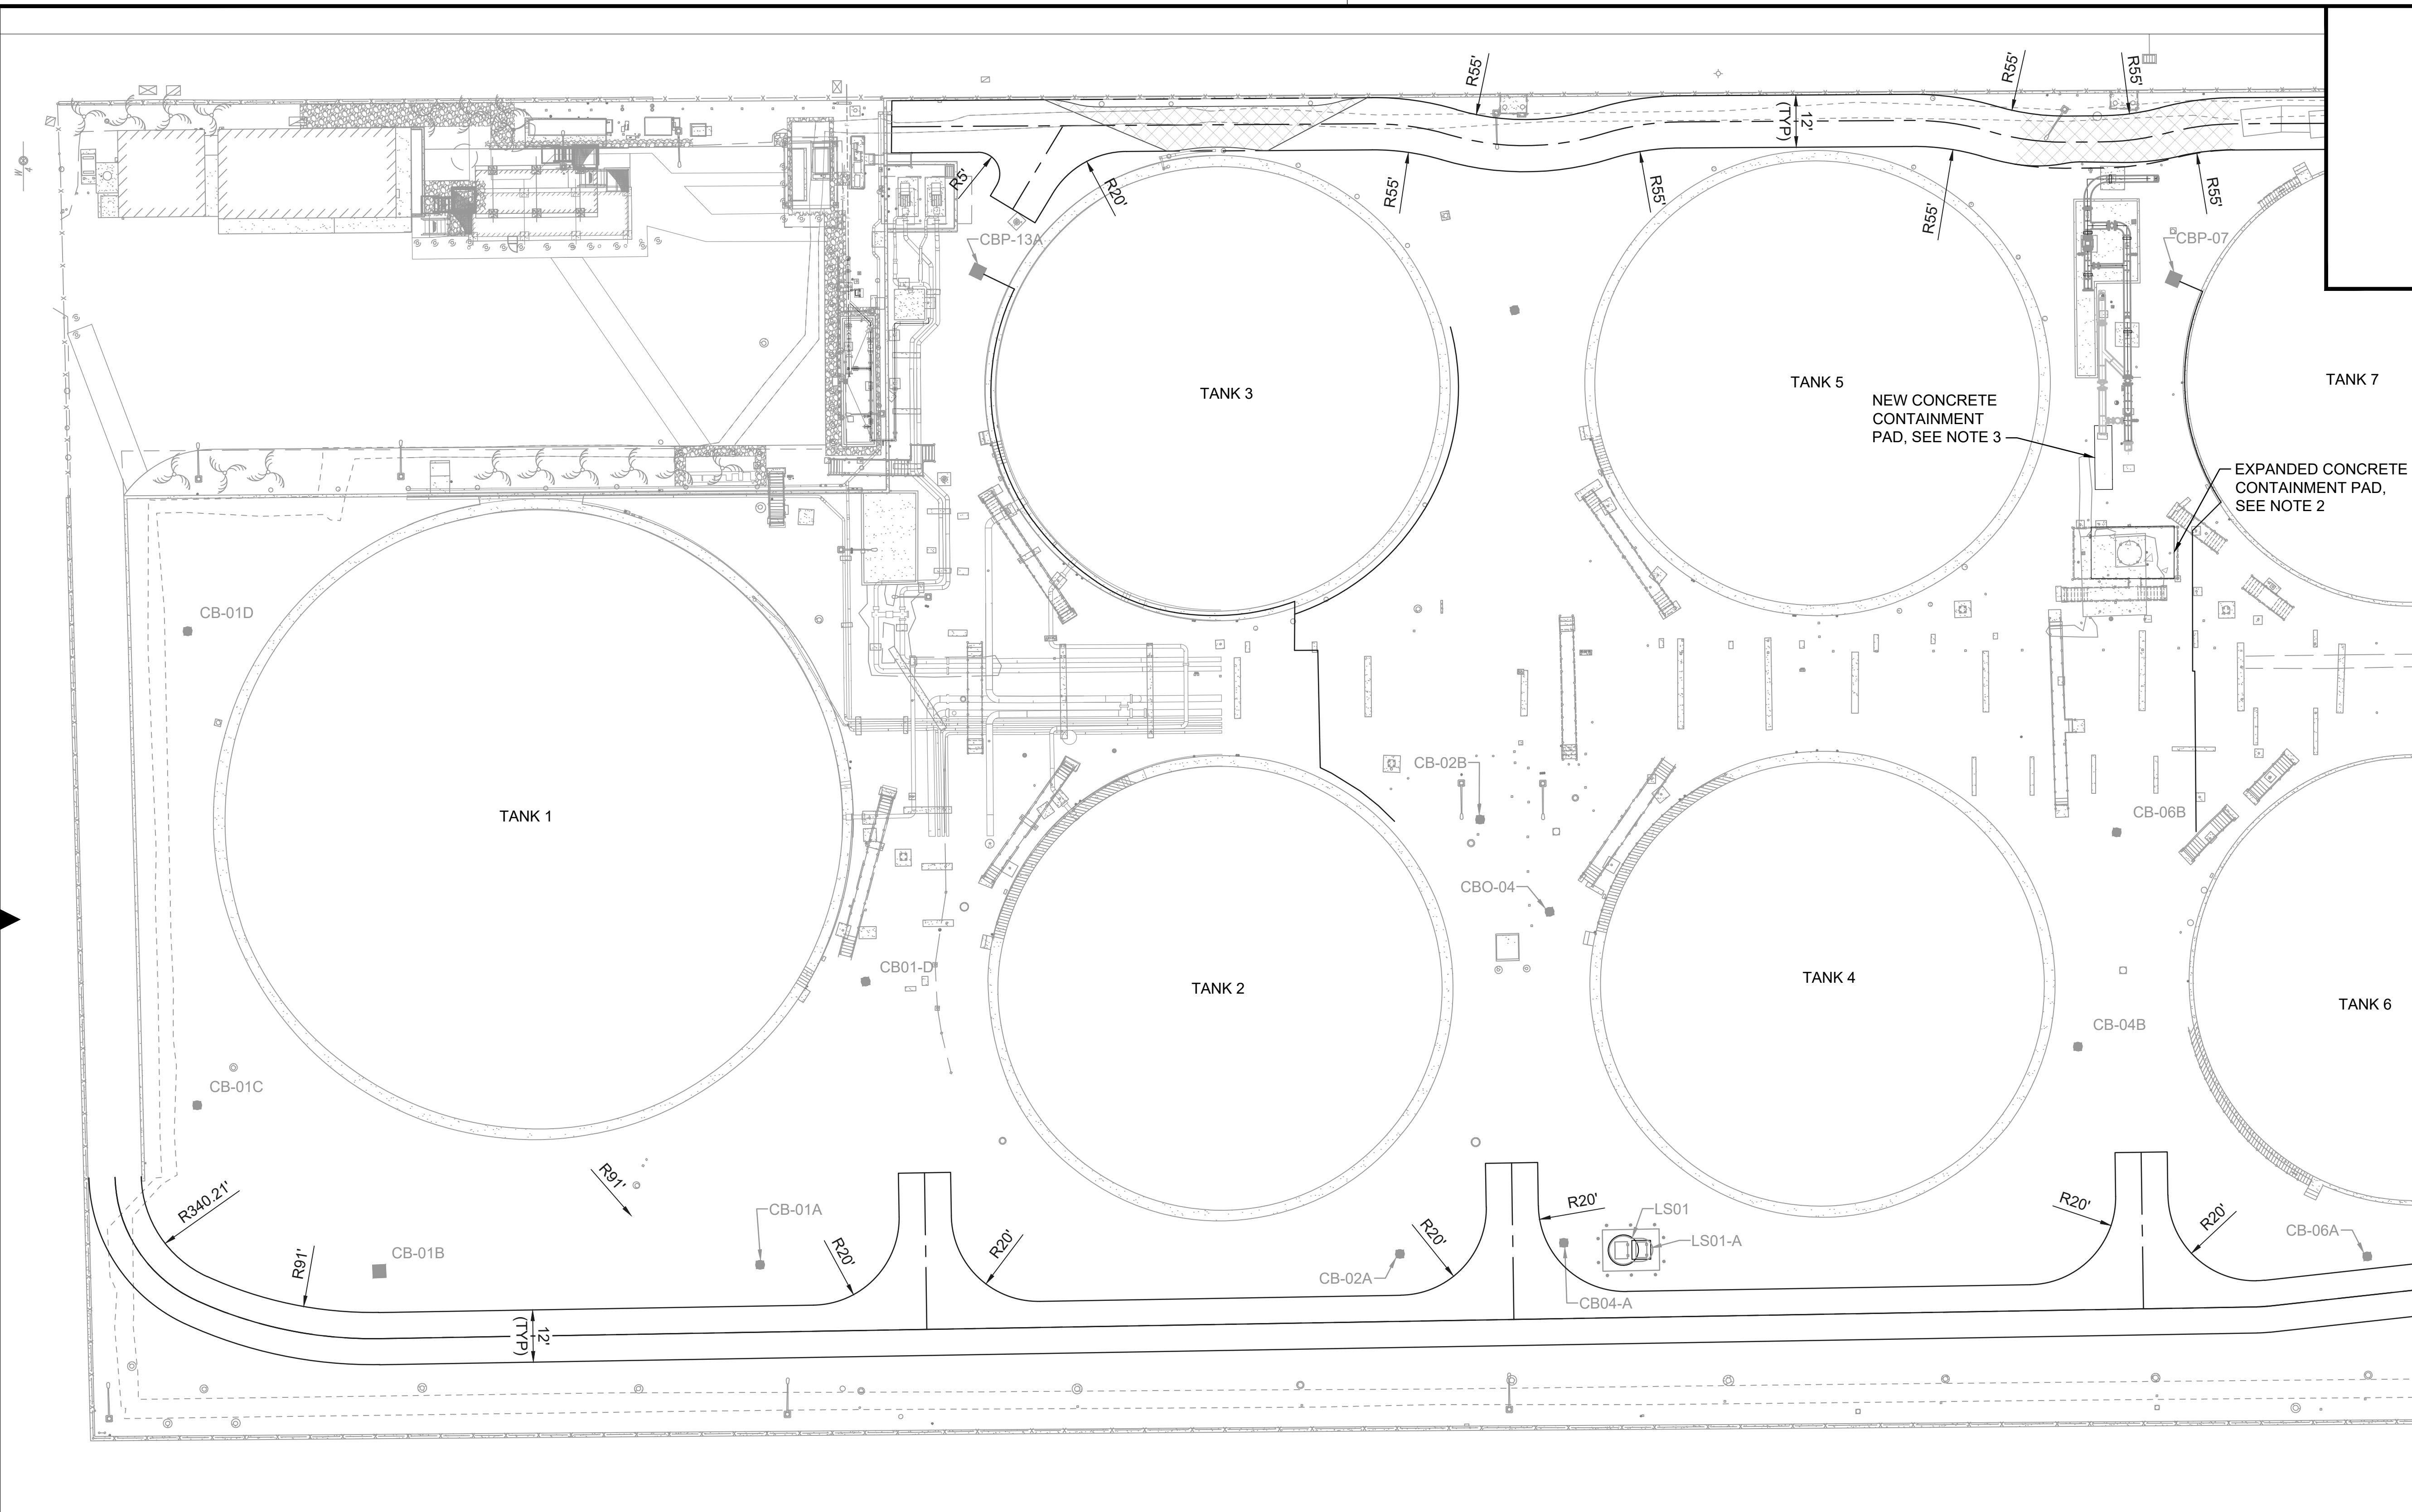 R55'
R55'
R55'
12'
(TYP)
W
4
R5'
R20'
R55'
R55'
R55'
R55'
CBP-13A
CBP-07
TANK 3
TANK 5
TANK 7
NEW CONCRETE
CONTAINMENT
PAD, SEE NOTE 3
EXPANDED CONCRETE
CONTAINMENT PAD,
SEE NOTE 2
CB-01D
CB-02B
TANK 1
CB-06B
CBO-04
CB01-D
TANK 2
TANK 4
TANK 6
CB-04B
CB-01C
R91'
R340.21'
CB-01A
R20'
LS01
R20'
R20'
R91'
CB-01B
R20'
R20'
R20'
LS01-A
CB-06A
CB-02A
CB04-A
12'
(TYP)